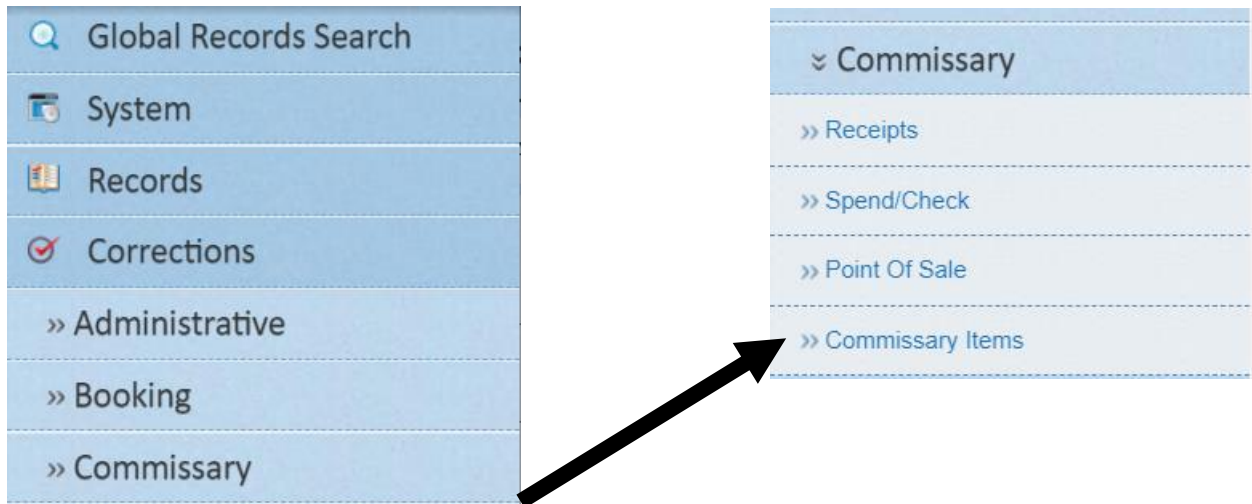 Global Records Search
System
Records
Corrections
» Administrative
» Booking
» Commissary
Commissary
» Receipts
» Spend/Check
» Point Of Sale
» Commissary Items